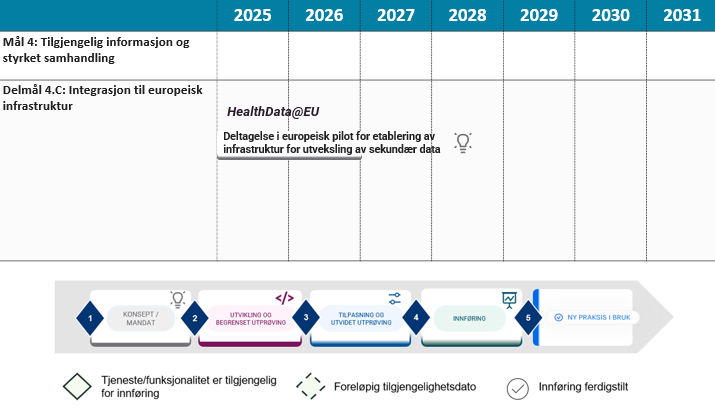 2025 2026 2027 2028 2029 2030 2031
Mål 4: Tilgjengelig informasjon og
styrket samhandling
Delmål 4.C: Integrasjon til europeisk
infrastruktur
HealthData@EU
Deltagelse i europeisk pilot for etablering av
infrastruktur for utveksling av sekundær data
1
KONSEPT /
MANDAT
2
UTVIKLING OG
BEGRENSET UTPRØVING
3
TILPASNING OG
UTVIDET UTPRØVING
4
INNFØRING
5
NY PRAKSIS I BRUK
Tjeneste/funksjonalitet er tilgjengelig
for innføring
Foreløpig tilgjengelighetsdato
Innføring ferdigstilt